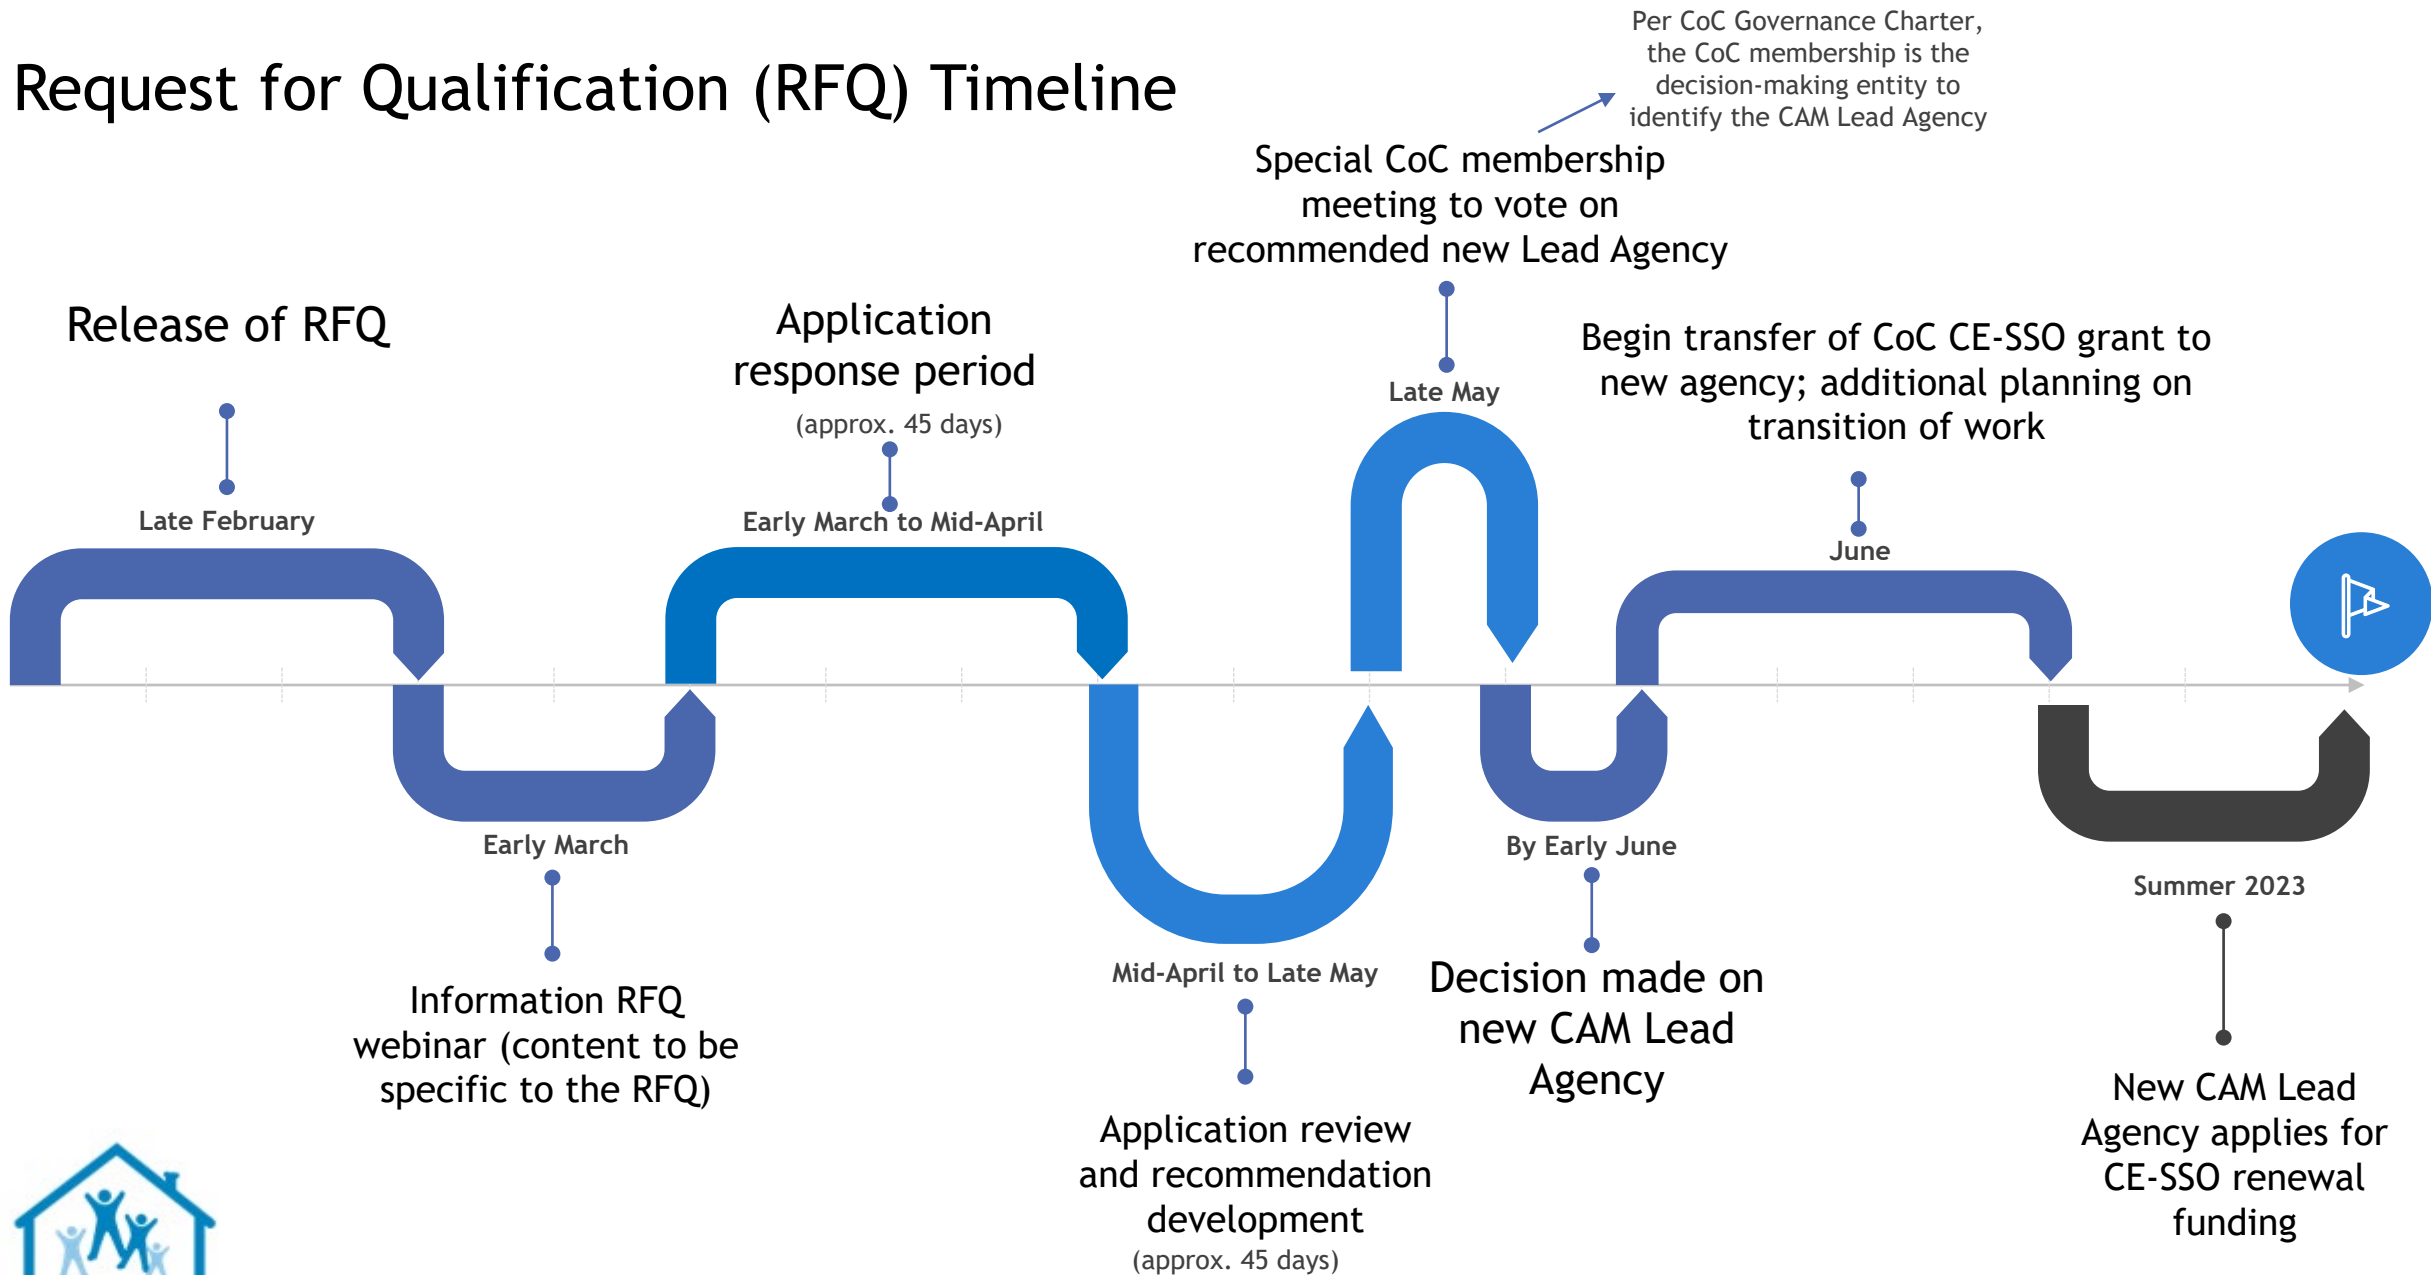 Request for Qualification (RFQ) Timeline
Per CoC Governance Charter,
the CoC membership is the
decision-making entity to
identify the CAM Lead Agency
Release of RFQ
Late February
Early March
Information RFQ
webinar (content to be
specific to the RFQ)
Application
response period
(approx. 45 days)
Early March to Mid-April
Mid-April to Late May
Application review
and recommendation
development
(approx. 45 days)
Special CoC membership
meeting to vote on
recommended new Lead Agency
Late May
By Early June
Decision made on
new CAM Lead
Agency
Begin transfer of CoC CE-SSO grant to
new agency; additional planning on
transition of work
June
Summer 2023
New CAM Lead
Agency applies for
CE-SSO renewal
funding